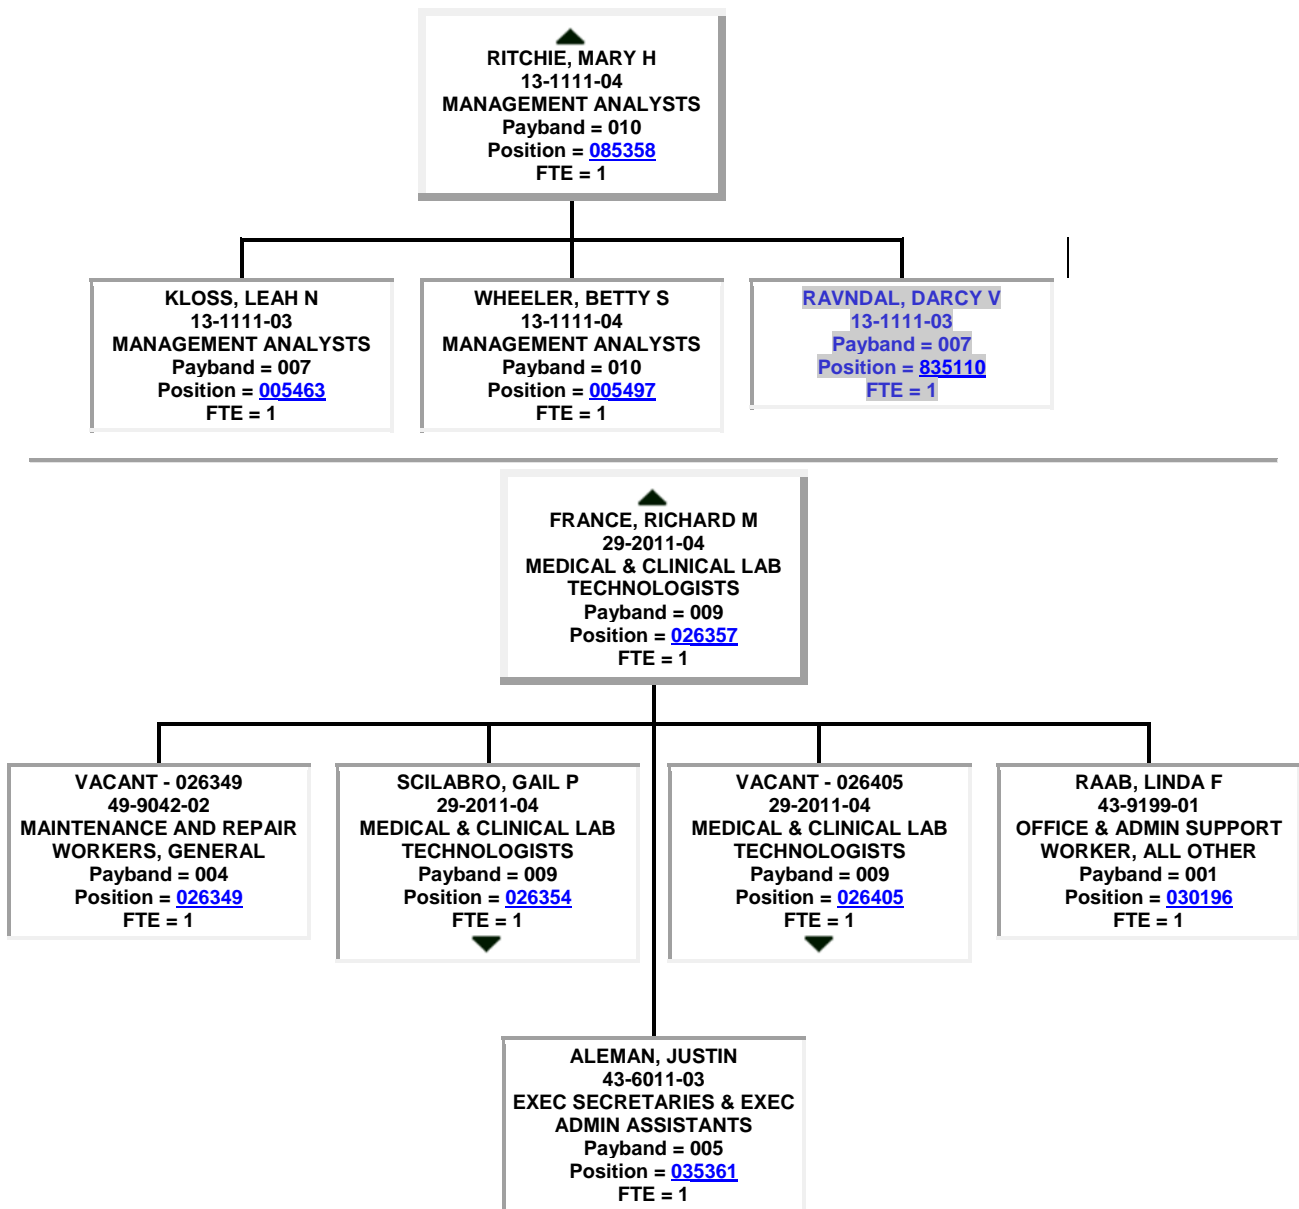 RITCHIE, MARY H
13-1111-04
MANAGEMENT ANALYSTS
Payband = 010
Position = 085358
FTE = 1
KLOSS, LEAH N
13-1111-03
MANAGEMENT ANALYSTS
Payband = 007
Position = 005463
FTE = 1
WHEELER, BETTY S
13-1111-04
MANAGEMENT ANALYSTS
Payband = 010
Position = 005497
FTE = 1
RAVNDAL, DARCY V
13-1111-03
Payband = 007
Position = 835110
FTE = 1
FRANCE, RICHARD M
29-2011-04
MEDICAL & CLINICAL LAB
TECHNOLOGISTS
Payband = 009
Position = 026357
FTE = 1
VACANT - 026349
49-9042-02
MAINTENANCE AND REPAIR
WORKERS, GENERAL
Payband = 004
Position = 026349
FTE = 1
SCILABRO, GAIL P
29-2011-04
MEDICAL & CLINICAL LAB
TECHNOLOGISTS
Payband = 009
Position = 026354
FTE = 1
VACANT - 026405
29-2011-04
MEDICAL & CLINICAL LAB
TECHNOLOGISTS
Payband = 009
Position = 026405
FTE = 1
RAAB, LINDA F
43-9199-01
OFFICE & ADMIN SUPPORT
WORKER, ALL OTHER
Payband = 001
Position = 030196
FTE = 1
ALEMAN, JUSTIN
43-6011-03
EXEC SECRETARIES & EXEC
ADMIN ASSISTANTS
Payband = 005
Position = 035361
FTE = 1